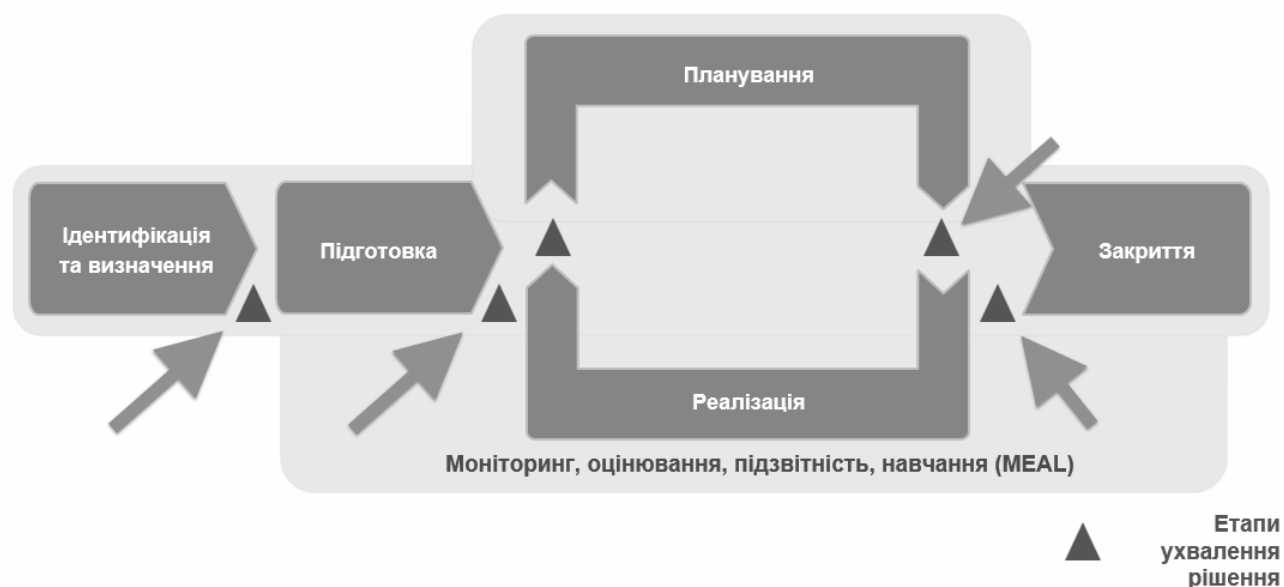 Планування
Ідентифікація
та визначення
Підготовка
Закриття
Реалізація
Моніторинг, оцінювання, підзвітність, навчання (MEAL)
Етапи
ухвалення
рішення